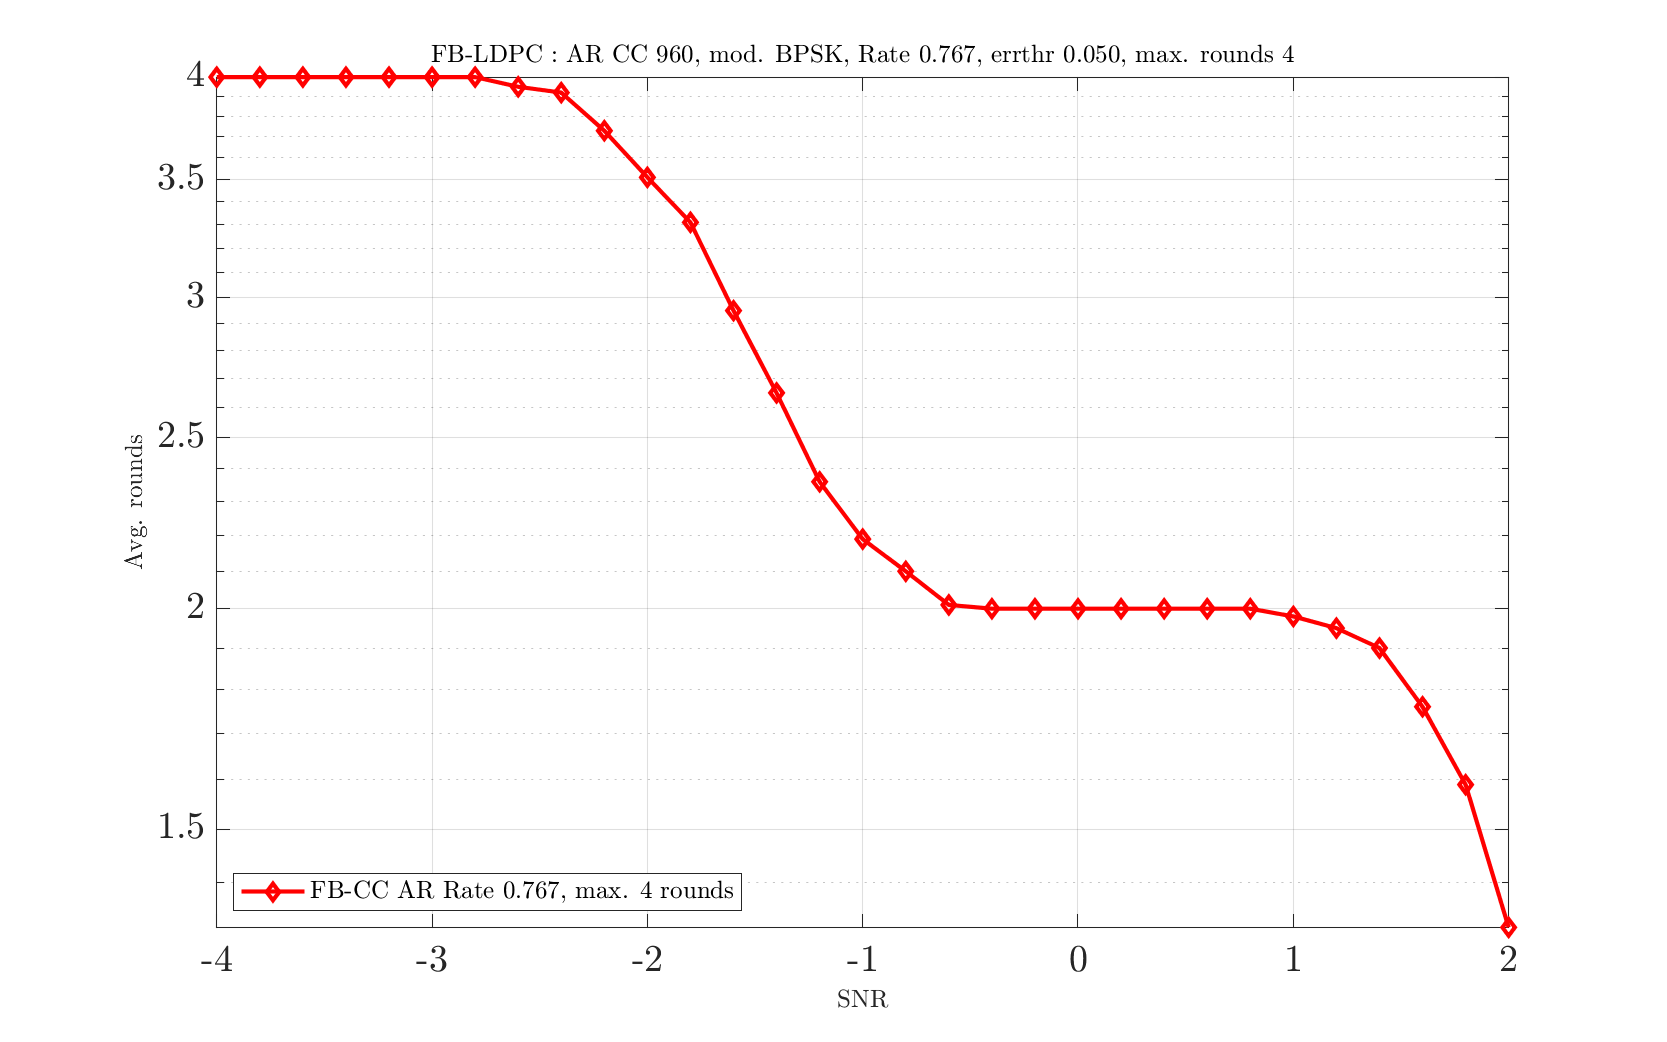 FB-LDPC : AR CC 960, mod. BPSK, Rate 0.767, errthr 0.050, max. rounds 4
4
3.5
3
2.5
2
1.5
Avg. rounds
FB-CC AR Rate 0.767, max. 4 rounds
-4 -3 -2 -1 0 1 2
SNR